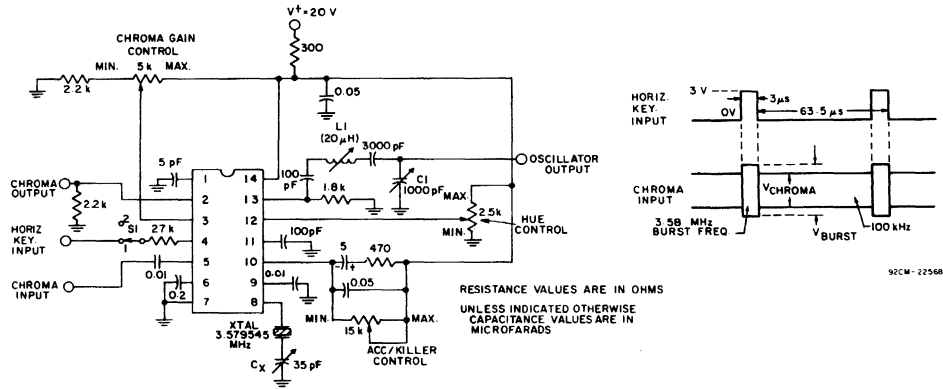 V+ = 20 V
300
CHROMA GAIN
CONTROL
MIN. 5 k MAX.
2.2 k
0.05
L1
(20 μH)
3000 pF
OSCILLATOR
OUTPUT
5 pF
100
pF
C1
1000 pF
1.8 k
CHROMA
OUTPUT
2.2 k
MAX.
2.5k
MIN.
HUE
CONTROL
1
2
3
4
5
6
7
14
13
12
11
10
9
8
2
S1
1
27 k
HORIZ
KEY.
INPUT
100pF
0.01
CHROMA
INPUT
0.2
5
- +
470
0.05
0.01
MIN.
15 k
MAX.
ACC/KILLER
CONTROL
XTAL
3.579545
MHz
CX
35 pF
RESISTANCE VALUES ARE IN OHMS
UNLESS INDICATED OTHERWISE
CAPACITANCE VALUES ARE IN
MICROFARADS
HORIZ.
KEY.
INPUT
3 V
0V
3μs
63.5 μs
CHROMA
INPUT
VCHROMA
3.58 MHz
BURST FREQ.
VBURST
100 kHz
92CM-22568